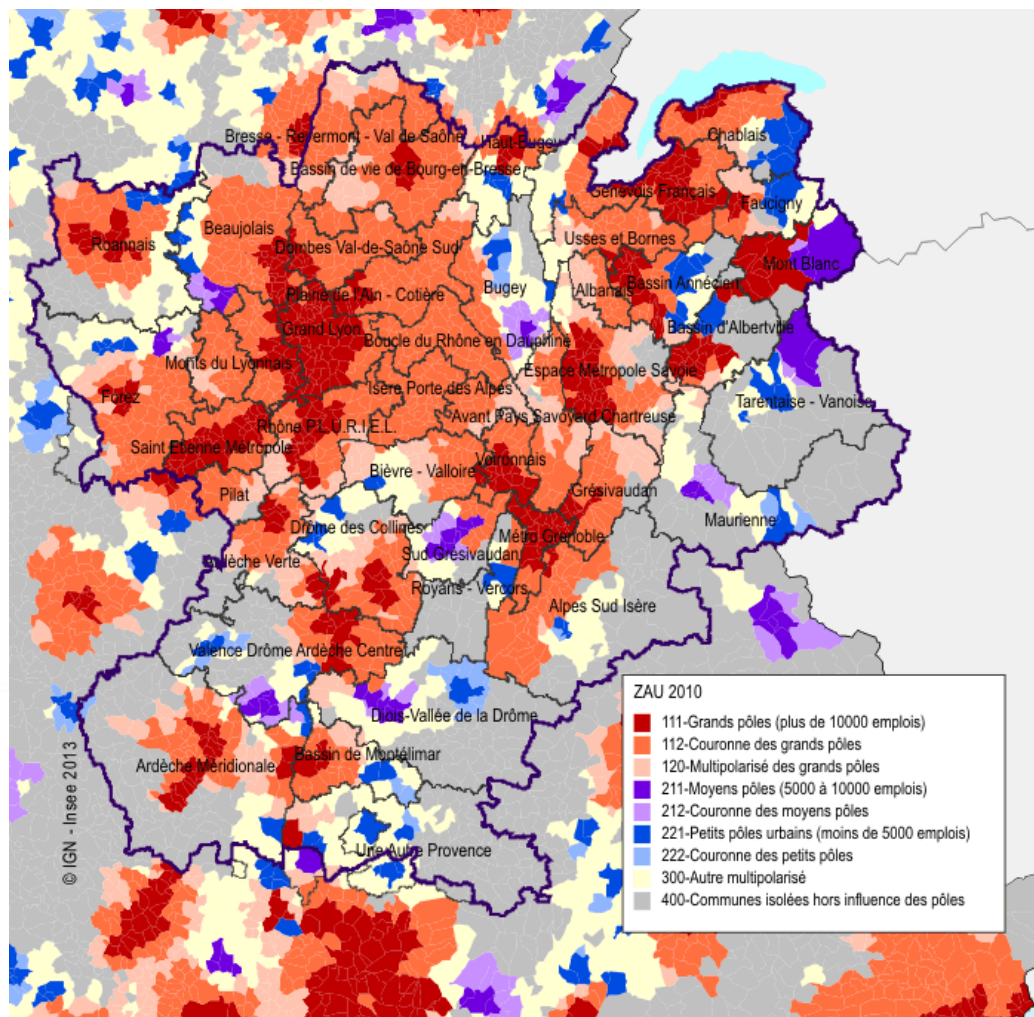 Chablais
Bresse - Revermont - Val de Saône
Haut-Bugey
Bassin de vie de Bourg-en-Bresse
Genevois Français
Faucigny
Roannais
Beaujolais
Usses et Bornes
Dombes Val-de-Saône Sud
Mont Blanc
Bassin Annécien
Bugey
Albanais
Plaine de l'Ain - Cotière
Grand Lyon
Bassin d'Albertville
Boucle du Rhône en Dauphiné
Monts du Lyonnais
Espace Métropole Savoie
Isère Porte des Alpes
Forez
Tarentaise - Vanoise
Avant Pays Savoyard Chartreuse
Rhône P.L.U.R.I.E.L.
Saint Etienne Métropole
Voironnais
Bièvre - Valloire
Grésivaudan
Pilat
Maurienne
Drôme des Collines
Métro Grenoble
Sud Grésivaudan
Ardèche Verte
Royans - Vercors
Alpes Sud Isère
Valence Drôme Ardèche Centre
Diois-Vallée de la Drôme
Bassin de Montélimar
Ardèche Méridionale
Une Autre Provence
© IGN - Insee 2013
ZAU 2010
111-Grands pôles (plus de 10000 emplois)
112-Couronne des grands pôles
120-Multipolarisé des grands pôles
211-Moyens pôles (5000 à 10000 emplois)
212-Couronne des moyens pôles
221-Petits pôles urbains (moins de 5000 emplois)
222-Couronne des petits pôles
300-Autre multipolarisé
400-Communes isolées hors influence des pôles